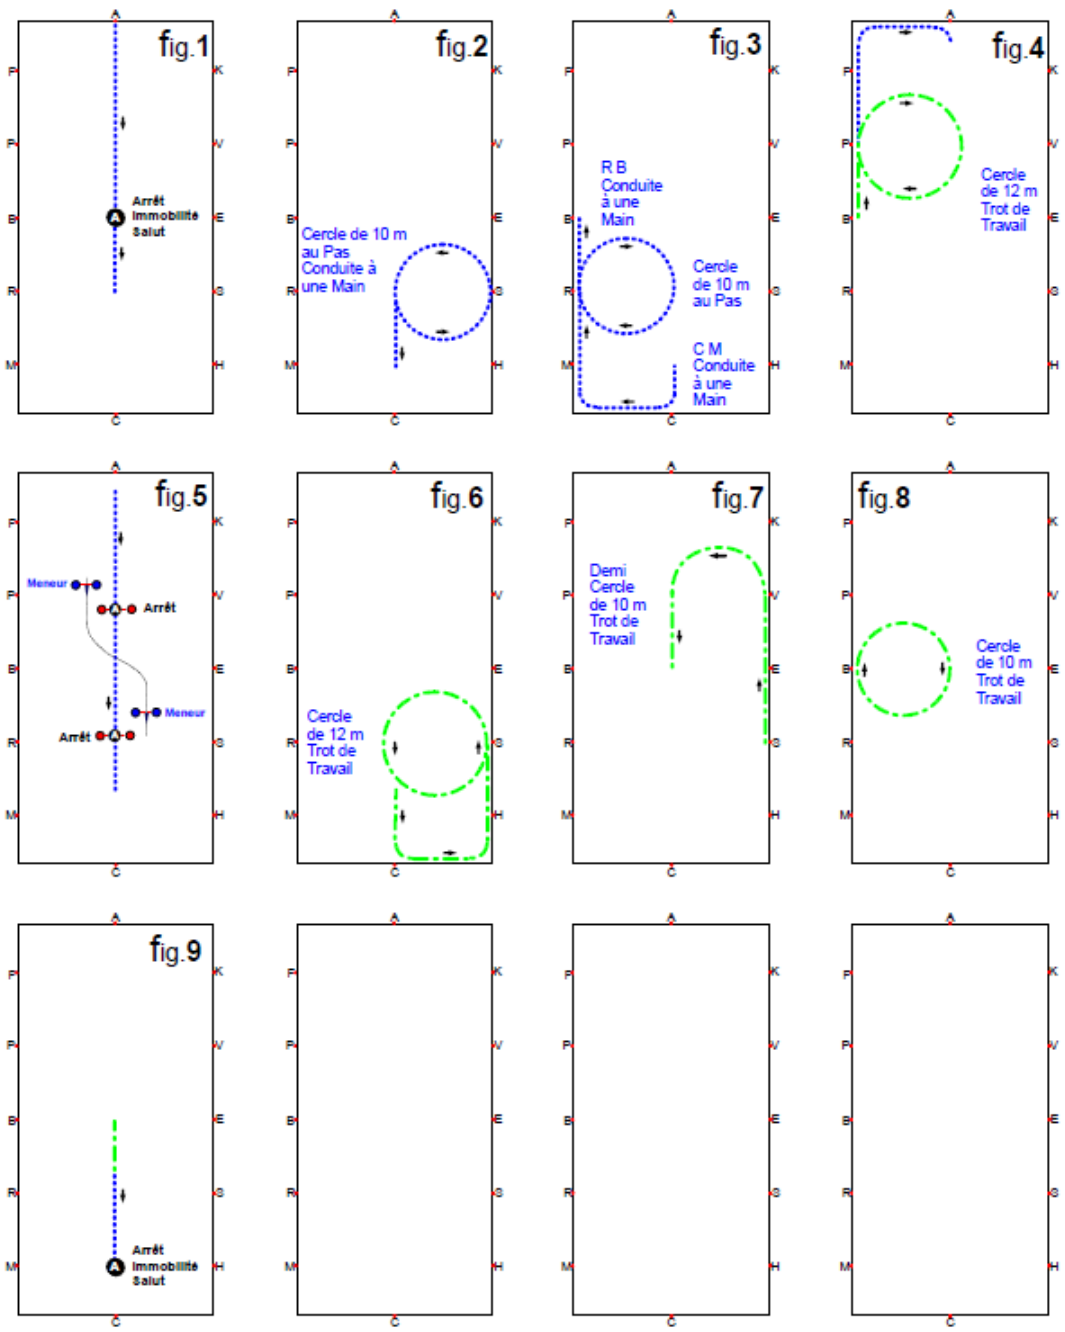 A
fig.1
F
K
P
V
Arrêt
Immobilité
Salut
A
B
E
R
S
M
H
C
A
fig.2
F
K
P
V
B
E
Cercle de 10 m
au Pas
Conduite à
une Main
R
S
M
H
C
A
fig.3
F
K
P
V
R B
Conduite
à une
Main
B
E
Cercle
de 10 m
au Pas
R
S
C M
Conduite
à une
Main
M
H
C
A
fig.4
F
K
P
V
Cercle
de 12 m
Trot de
Travail
B
E
R
S
M
H
C
A
fig.5
F
K
Meneur
P
V
A
Arrêt
B
E
Meneur
Arrêt
A
R
S
M
H
C
A
fig.6
F
K
P
V
B
E
Cercle
de 12 m
Trot de
Travail
R
S
M
H
C
A
fig.7
F
K
Demi
Cercle
de 10 m
Trot de
Travail
P
V
B
E
R
S
M
H
C
A
fig.8
F
K
P
V
Cercle
de 10 m
Trot de
Travail
B
E
R
S
M
H
C
A
fig.9
F
K
P
V
B
E
R
S
Arrêt
Immobilité
Salut
A
M
H
C
A
F
K
P
V
B
E
R
S
M
H
C
A
F
K
P
V
B
E
R
S
M
H
C
A
F
K
P
V
B
E
R
S
M
H
C